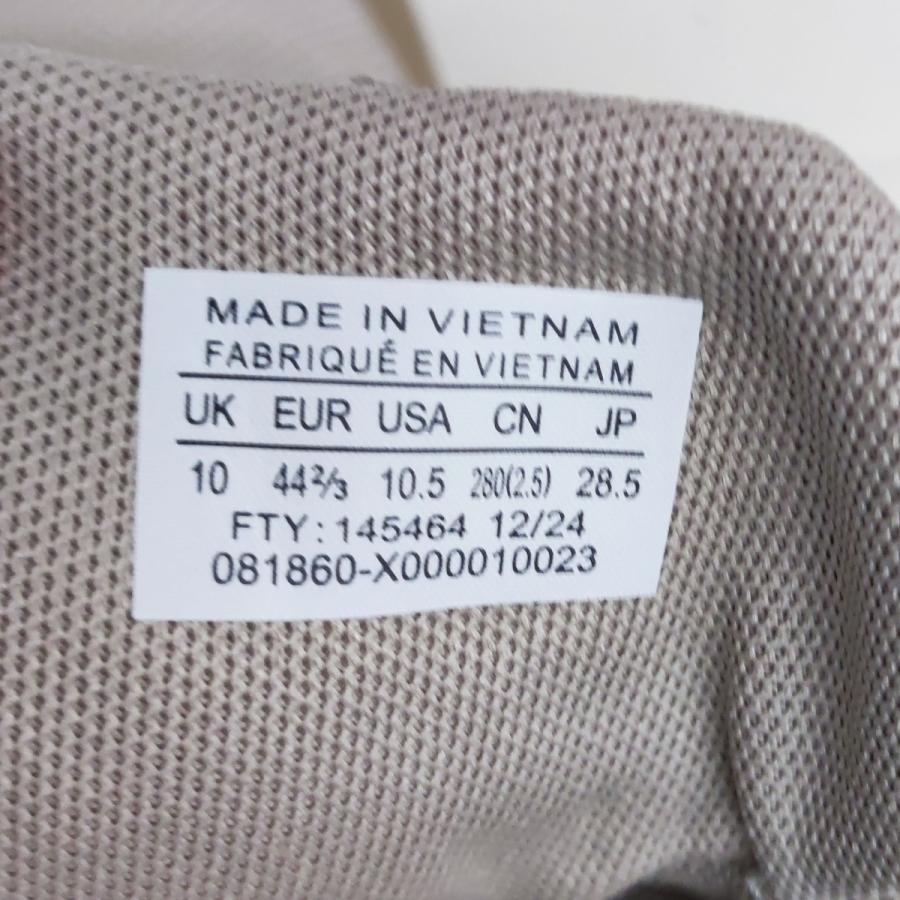 MADE IN VIETNAM
FABRIQUÉ EN VIETNAM
UK EUR USA CN JP
10 44⅔ 10.5 280(2.5) 28.5
FTY: 145464 12/24
081860-X000010023